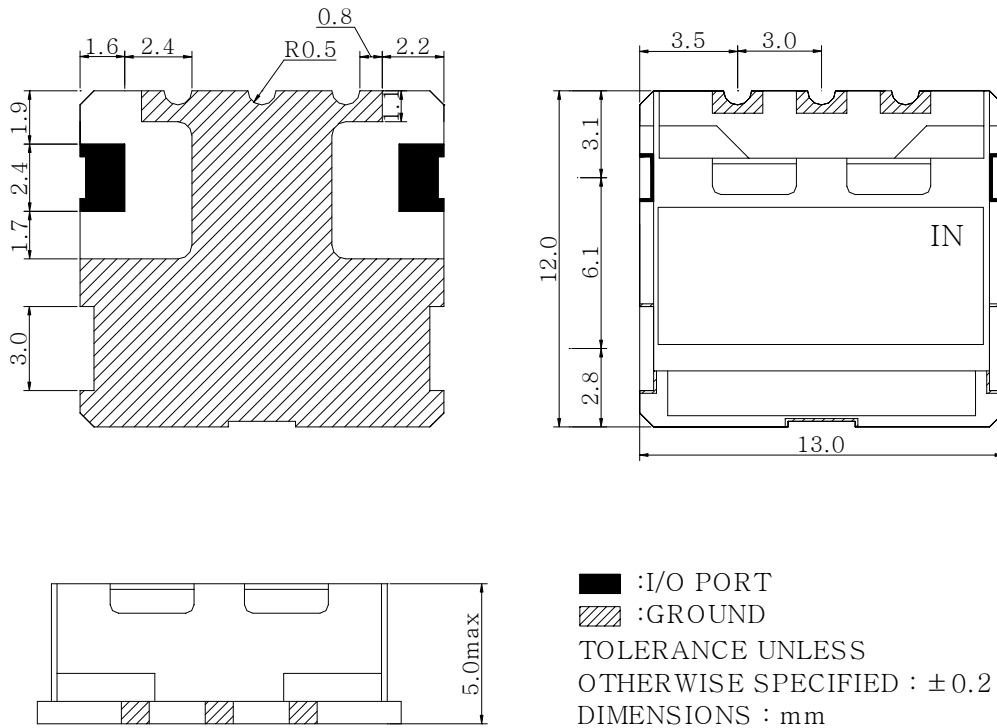 0.8
1.6 2.4 R0.5 2.2
1.9
2.4
1.7
3.0
3.5 3.0
3.1
12.0
6.1
2.8
IN
13.0
5.0max
:I/O PORT
:GROUND
TOLERANCE UNLESS
OTHERWISE SPECIFIED : ±0.2
DIMENSIONS : mm